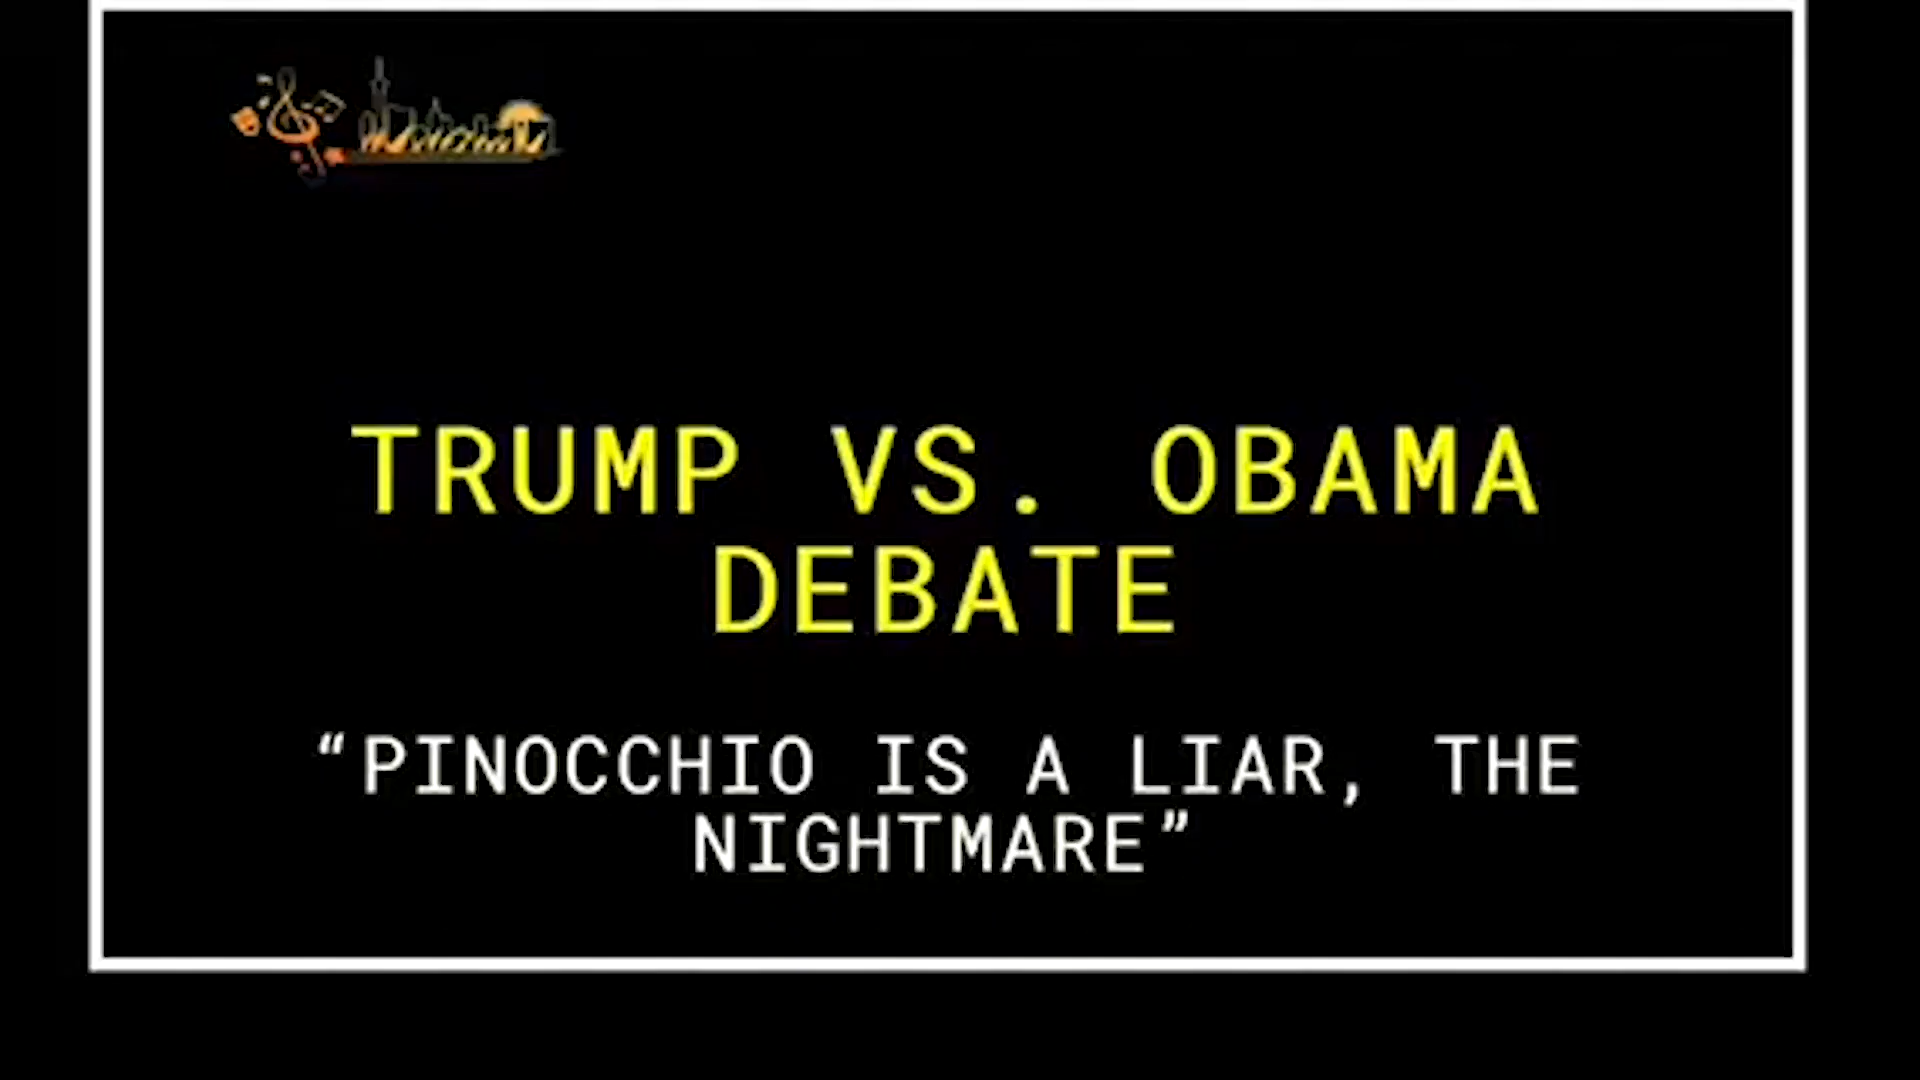 TRUMP VS. OBAMA
DEBATE
“PINOCCHIO IS A LIAR, THE
NIGHTMARE”